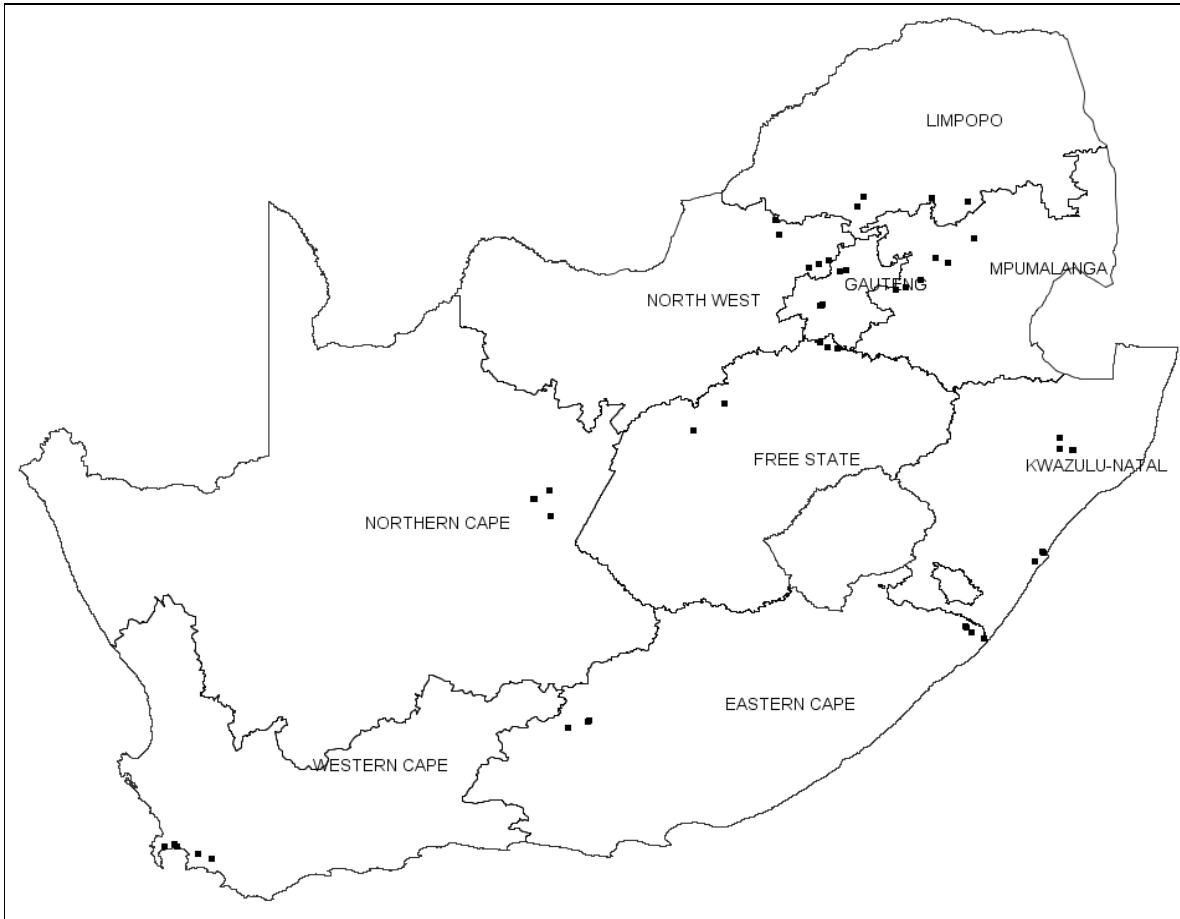 LIMPOPO
MPUMALANGA
GAUTENG
NORTH WEST
FREE STATE
KWAZULU-NATAL
NORTHERN CAPE
EASTERN CAPE
WESTERN CAPE